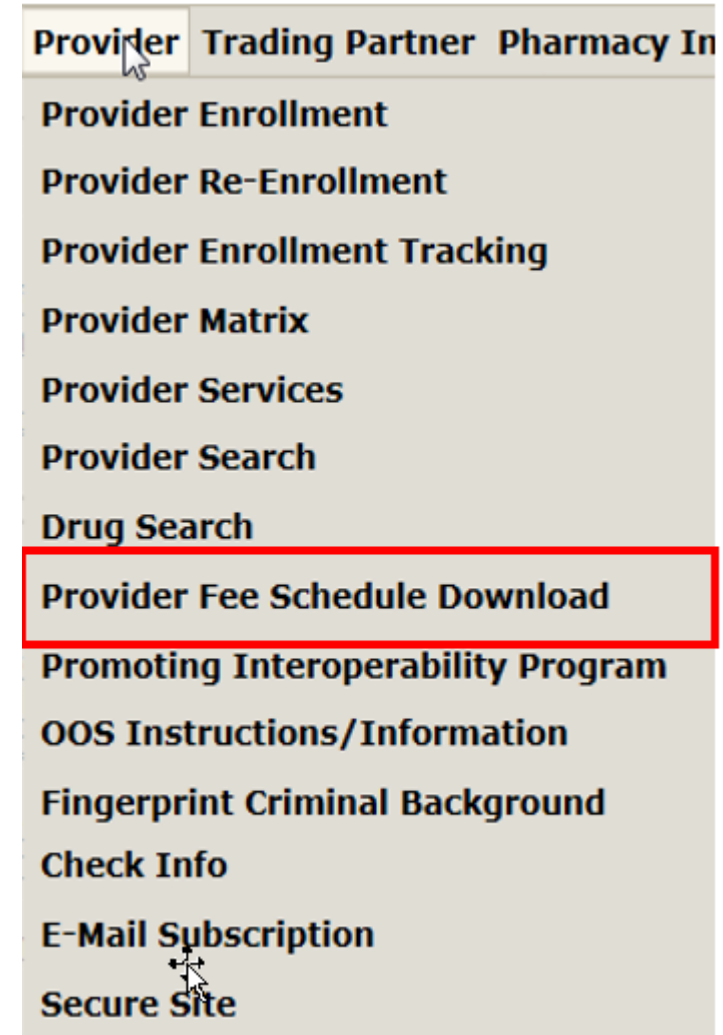 Provider Trading Partner Pharmacy In
Provider Enrollment
Provider Re-Enrollment
Provider Enrollment Tracking
Provider Matrix
Provider Services
Provider Search
Drug Search
Provider Fee Schedule Download
Promoting Interoperability Program
OOS Instructions/Information
Fingerprint Criminal Background
Check Info
E-Mail Subscription
Secure Site